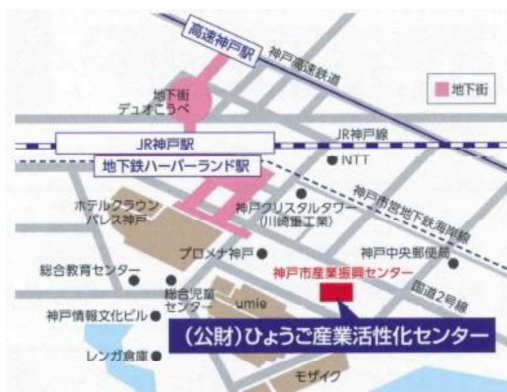 高速神戸駅
神戸高速鉄道
地下街
デュオこうべ
地下街
JR神戸駅
JR神戸線
NTT
地下鉄ハーバーランド駅
神戸市営地下鉄海岸線
ホテルクラウン
パレス神戸
神戸クリスタルタワー
(川崎重工業)
プロメナ神戸
神戸中央郵便局
総合教育センター
神戸市産業振興センター
国道2号線
総合児童
センター
umie
神戸情報文化ビル
(公財)ひょうご産業活性化センター
レンガ倉庫
モザイク